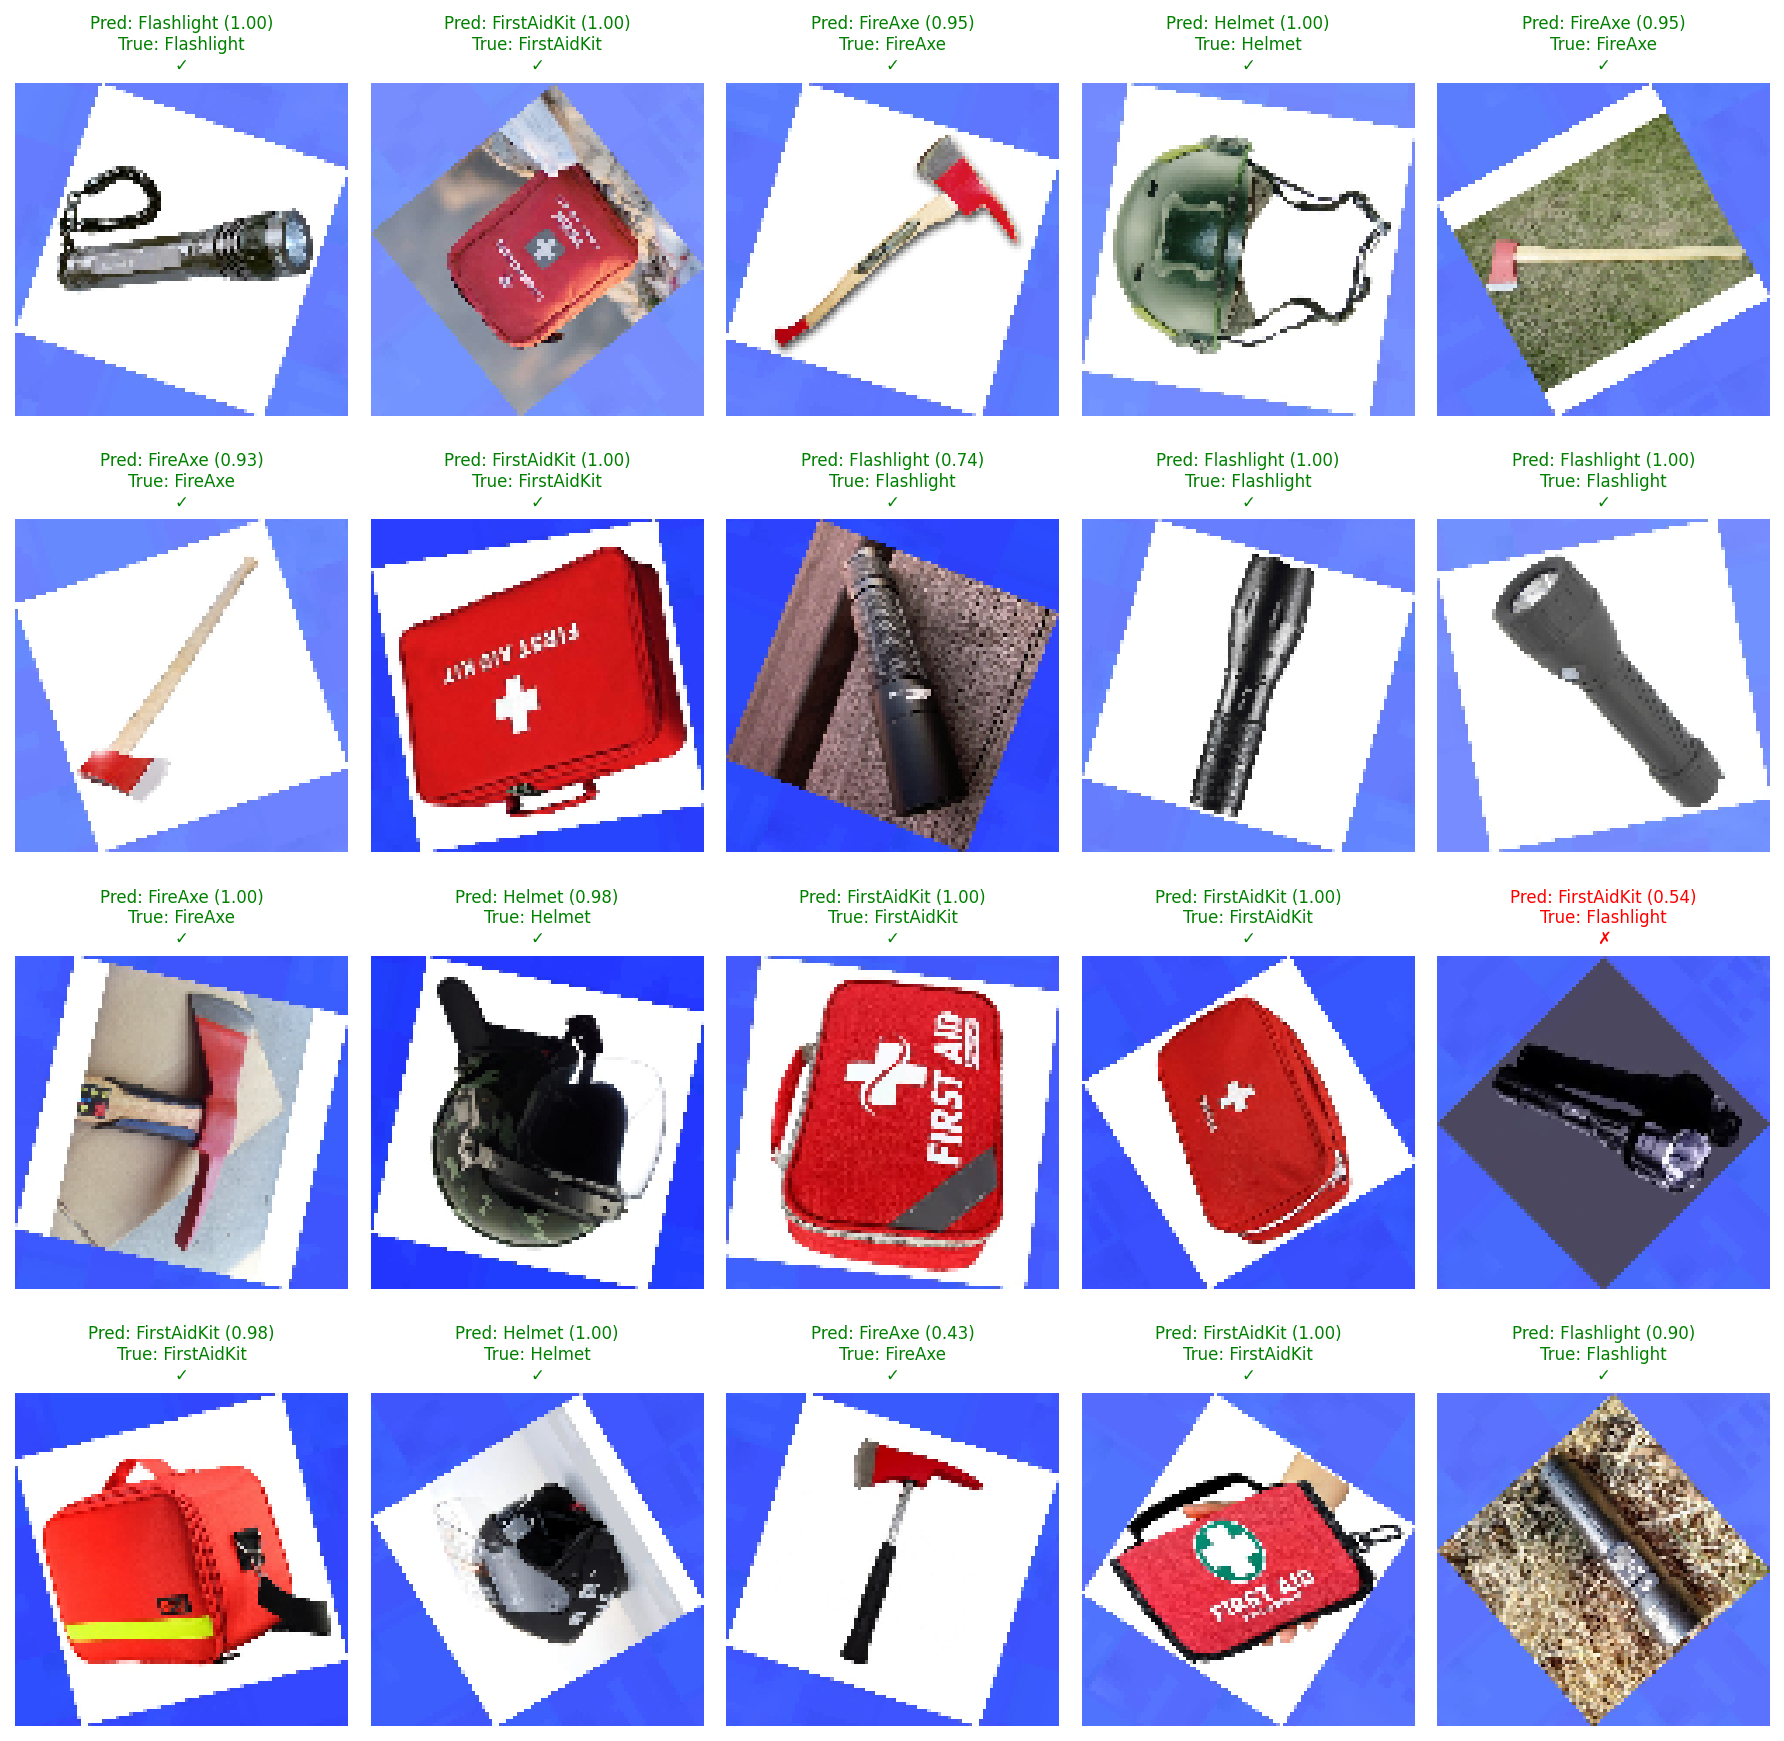 Pred: Flashlight (1.00)
True: Flashlight
✓
Pred: FirstAidKit (1.00)
True: FirstAidKit
✓
Pred: FireAxe (0.95)
True: FireAxe
✓
Pred: Helmet (1.00)
True: Helmet
✓
Pred: FireAxe (0.95)
True: FireAxe
✓
Pred: FireAxe (0.93)
True: FireAxe
✓
Pred: FirstAidKit (1.00)
True: FirstAidKit
✓
FIRST AID KIT
Pred: Flashlight (0.74)
True: Flashlight
✓
Pred: Flashlight (1.00)
True: Flashlight
✓
Pred: Flashlight (1.00)
True: Flashlight
✓
Pred: FireAxe (1.00)
True: FireAxe
✓
Pred: Helmet (0.98)
True: Helmet
✓
Pred: FirstAidKit (1.00)
True: FirstAidKit
✓
FIRST AID
Pred: FirstAidKit (1.00)
True: FirstAidKit
✓
Pred: FirstAidKit (0.54)
True: Flashlight
✗
Pred: FirstAidKit (0.98)
True: FirstAidKit
✓
Pred: Helmet (1.00)
True: Helmet
✓
Pred: FireAxe (0.43)
True: FireAxe
✓
Pred: FirstAidKit (1.00)
True: FirstAidKit
✓
FIRST AID
Pred: Flashlight (0.90)
True: Flashlight
✓